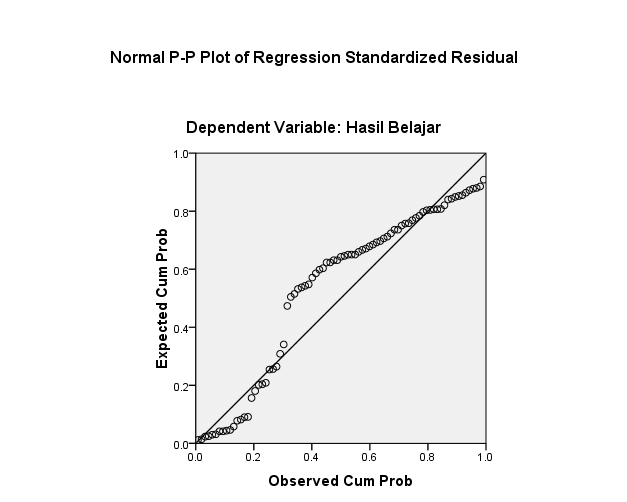 Normal P-P Plot of Regression Standardized Residual
Dependent Variable: Hasil Belajar
1.0
0.8
0.6
0.4
0.2
0.0
Expected Cum Prob
0.0 0.2 0.4 0.6 0.8 1.0
Observed Cum Prob